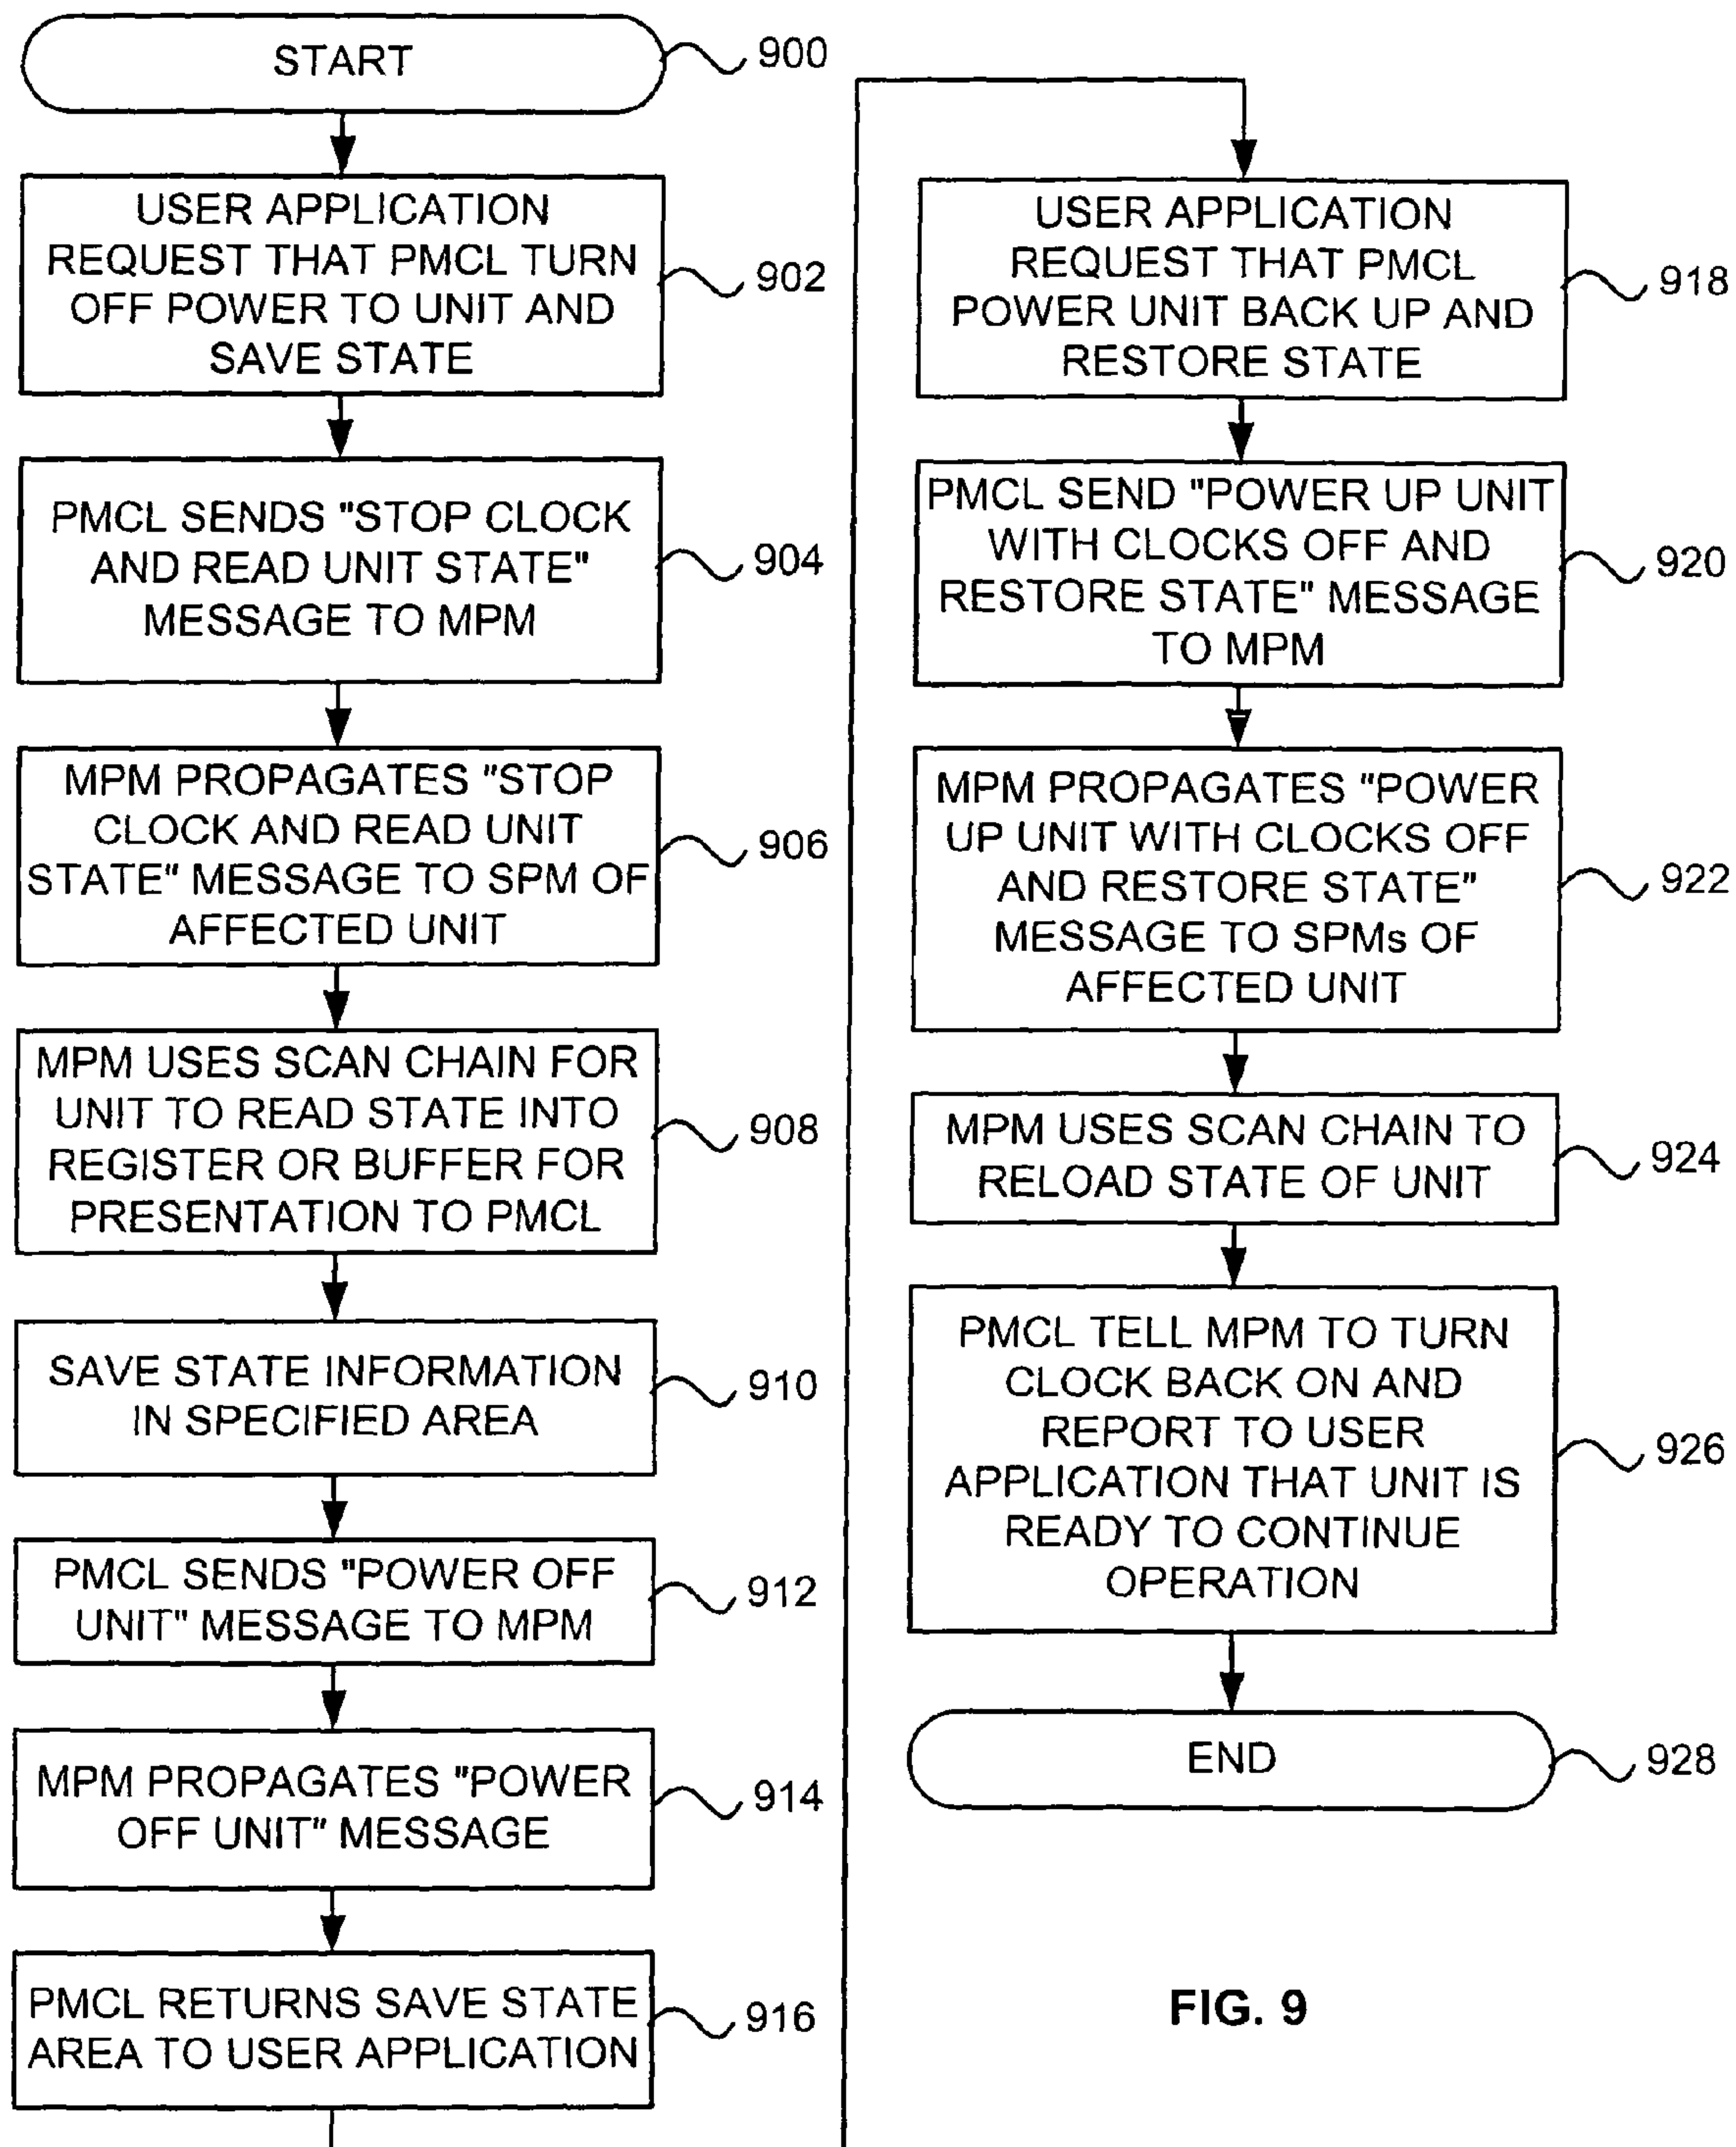 START
900
USER APPLICATION
REQUEST THAT PMCL TURN
OFF POWER TO UNIT AND
SAVE STATE
902
PMCL SENDS "STOP CLOCK
AND READ UNIT STATE"
MESSAGE TO MPM
904
MPM PROPAGATES "STOP
CLOCK AND READ UNIT
STATE" MESSAGE TO SPM OF
AFFECTED UNIT
906
MPM USES SCAN CHAIN FOR
UNIT TO READ STATE INTO
REGISTER OR BUFFER FOR
PRESENTATION TO PMCL
908
SAVE STATE INFORMATION
IN SPECIFIED AREA
910
PMCL SENDS "POWER OFF
UNIT" MESSAGE TO MPM
912
MPM PROPAGATES "POWER
OFF UNIT" MESSAGE
914
PMCL RETURNS SAVE STATE
AREA TO USER APPLICATION
916
USER APPLICATION
REQUEST THAT PMCL
POWER UNIT BACK UP AND
RESTORE STATE
918
PMCL SEND "POWER UP UNIT
WITH CLOCKS OFF AND
RESTORE STATE" MESSAGE
TO MPM
920
MPM PROPAGATES "POWER
UP UNIT WITH CLOCKS OFF
AND RESTORE STATE"
MESSAGE TO SPMs OF
AFFECTED UNIT
922
MPM USES SCAN CHAIN TO
RELOAD STATE OF UNIT
924
PMCL TELL MPM TO TURN
CLOCK BACK ON AND
REPORT TO USER
APPLICATION THAT UNIT IS
READY TO CONTINUE
OPERATION
926
END
928
FIG. 9